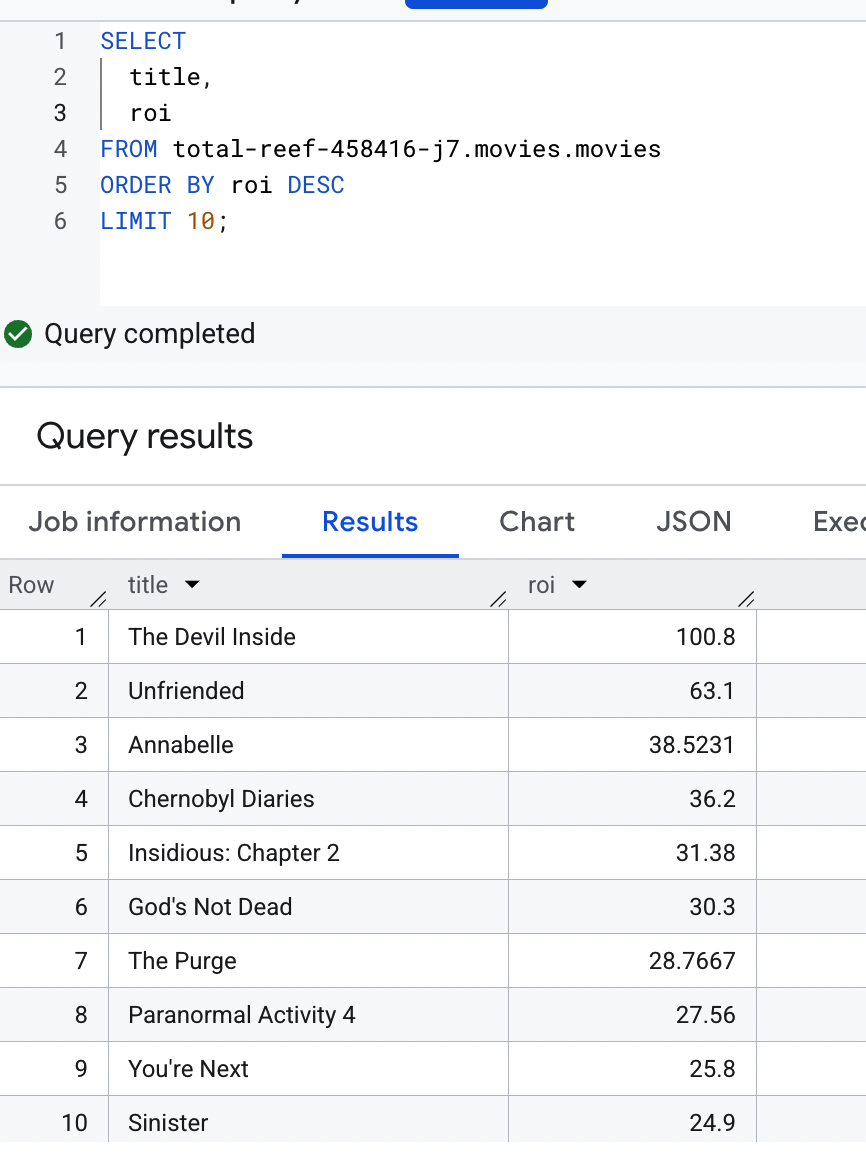 1 SELECT
2 title,
3 roi
4 FROM total-reef-458416-j7.movies.movies
5 ORDER BY roi DESC
6 LIMIT 10;
Query completed
Query results
Job information Results Chart JSON Exec
Row title roi
1 The Devil Inside 100.8
2 Unfriended 63.1
3 Annabelle 38.5231
4 Chernobyl Diaries 36.2
5 Insidious: Chapter 2 31.38
6 God's Not Dead 30.3
7 The Purge 28.7667
8 Paranormal Activity 4 27.56
9 You're Next 25.8
10 Sinister 24.9